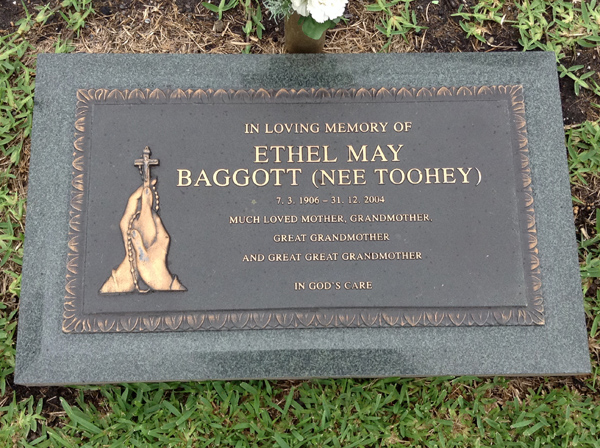 IN LOVING MEMORY OF
ETHEL MAY
BAGGOTT (NEE TOOHEY)
7. 3. 1906 – 31. 12. 2004
MUCH LOVED MOTHER, GRANDMOTHER,
GREAT GRANDMOTHER
AND GREAT GREAT GRANDMOTHER
IN GOD'S CARE